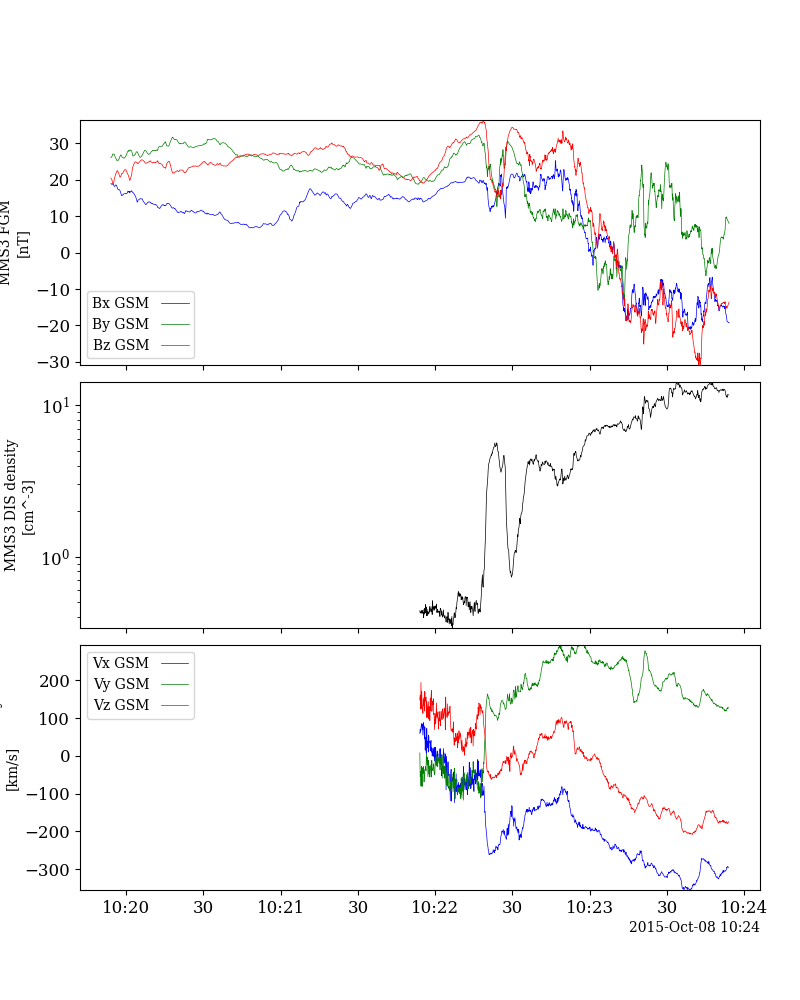 30
20
10
0
−10
−20
−30
MMS3 FGM
[nT]
Bx GSM
By GSM
Bz GSM
10^1
10^0
MMS3 DIS density
[cm^-3]
200
100
0
−100
−200
−300
[km/s]
Vx GSM
Vy GSM
Vz GSM
10:20 30 10:21 30 10:22 30 10:23 30 10:24
2015-Oct-08 10:24